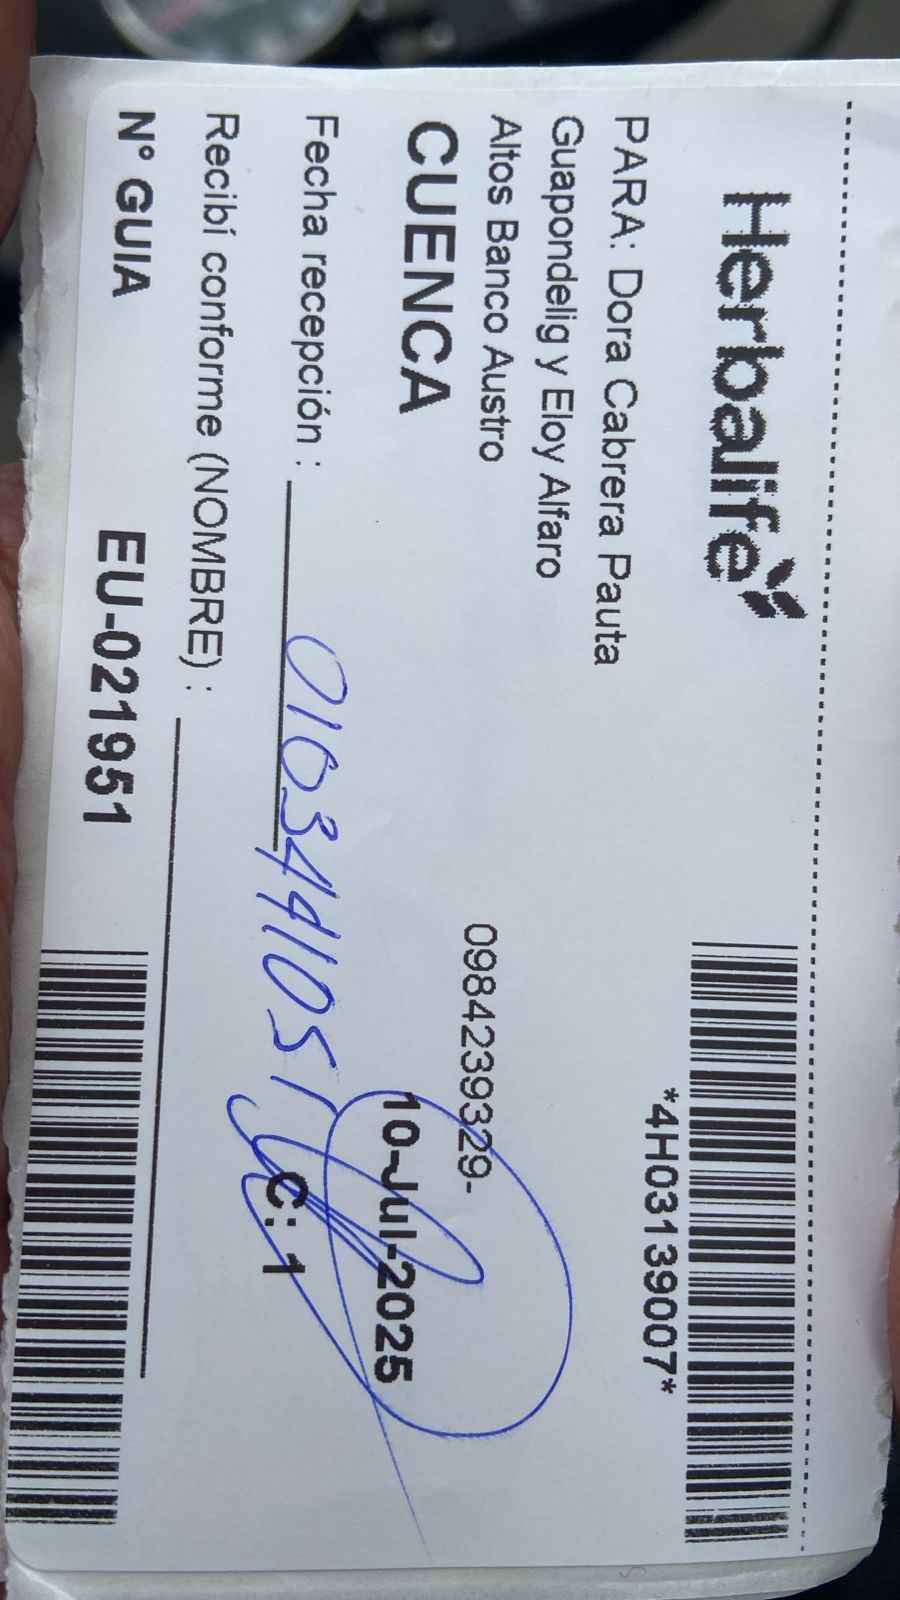 Herbalife
*4H03139007*
PARA: Dora Cabrera Pauta
Guapondelig y Eloy Alfaro
Altos Banco Austro
0984239329-
CUENCA
10-Jul-2025
Fecha recepción :
0103441051
C: 1
Recibí conforme (NOMBRE) :
N° GUIA
EU-021951